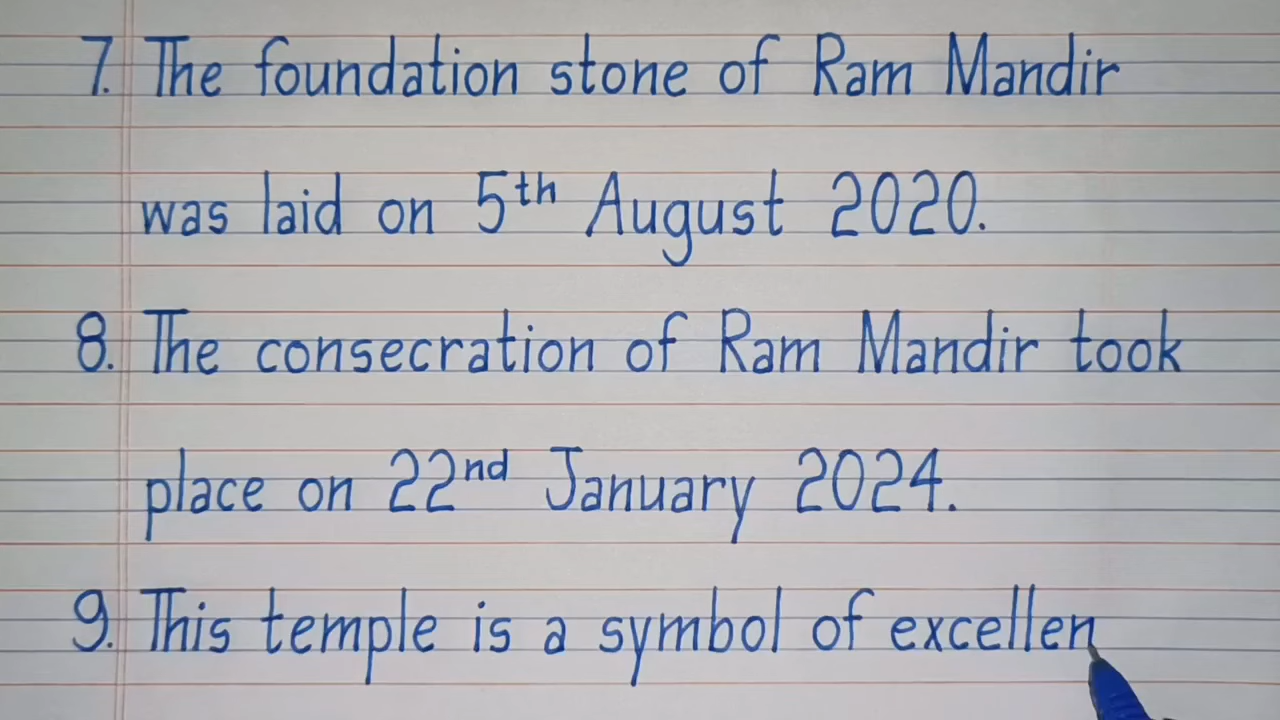 7. The foundation stone of Ram Mandir
was laid on 5th August 2020.
8. The consecration of Ram Mandir took
place on 22nd January 2024.
9. This temple is a symbol of excellen